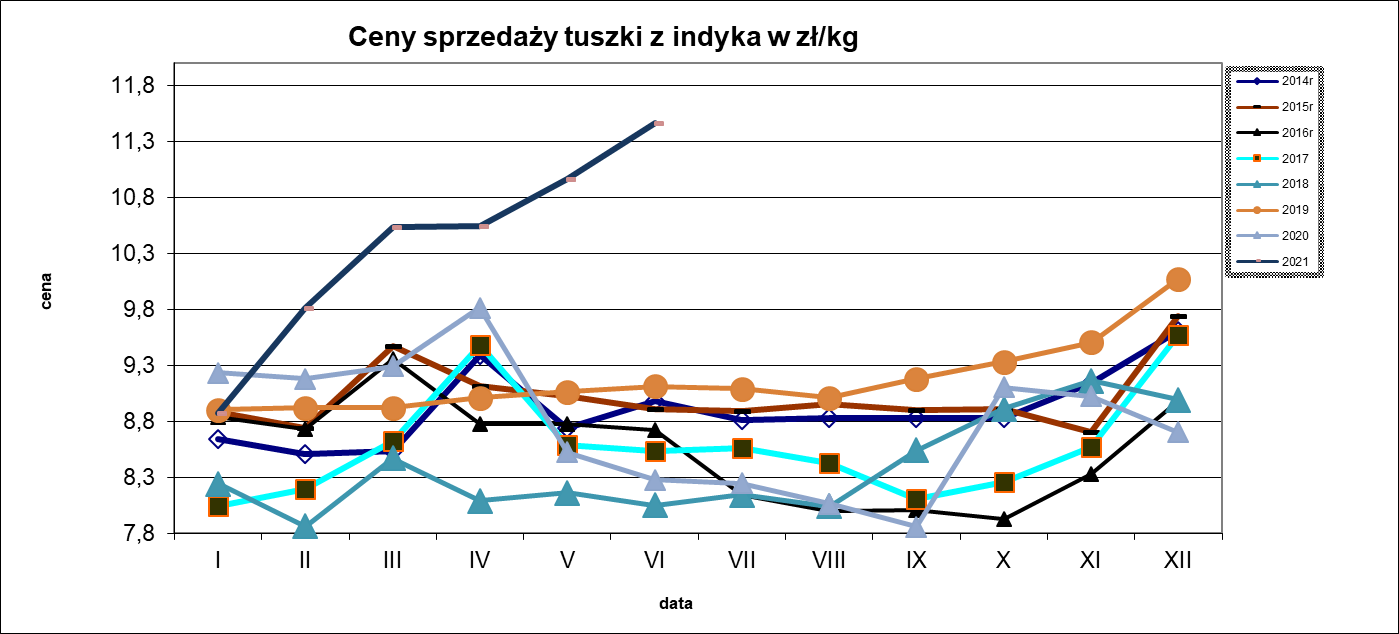 Ceny sprzedaży tuszki z indyka w zł/kg
11,8
11,3
10,8
10,3
9,8
9,3
8,8
8,3
7,8
cena
I II III IV V VI VII VIII IX X XI XII
data
2014r
2015r
2016r
2017
2018
2019
2020
2021